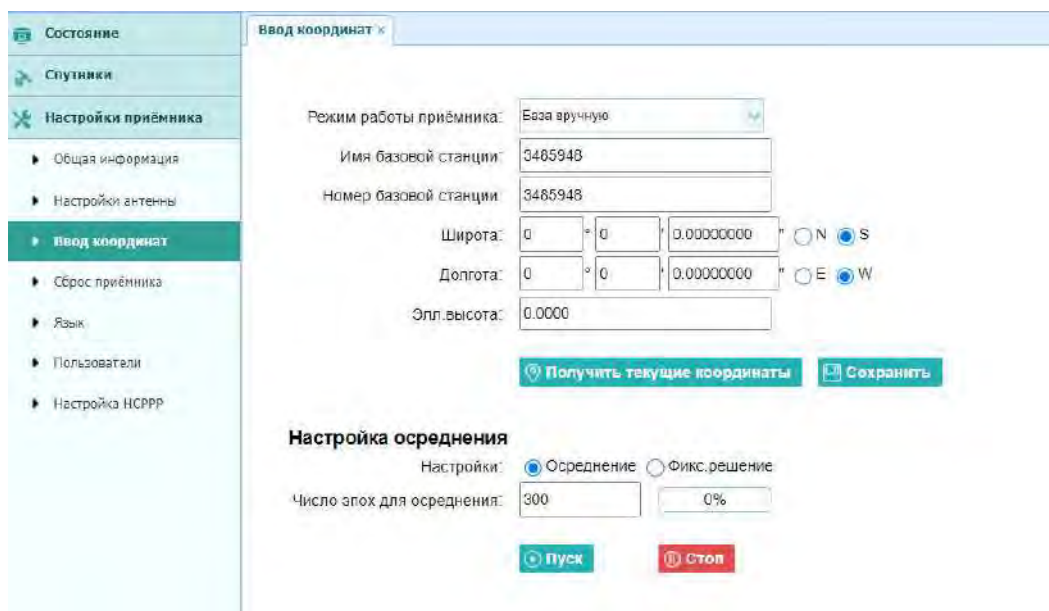 Состояние
Спутники
Настройки приёмника
Общая информация
Настройки антенны
Ввод координат
Сброс приёмника
Язык
Пользователи
Настройка HCPPP
Ввод координат ×
Режим работы приёмника: База вручную
Имя базовой станции: 3485948
Номер базовой станции: 3485948
Широта: 0 ° 0 ' 0.00000000 " N S
Долгота: 0 ° 0 ' 0.00000000 " E W
Элл.высота: 0.0000
Получить текущие координаты Сохранить
Настройка осреднения
Настройки: Осреднение Фикс.решение
Число эпох для осреднения: 300 0%
Пуск Стоп